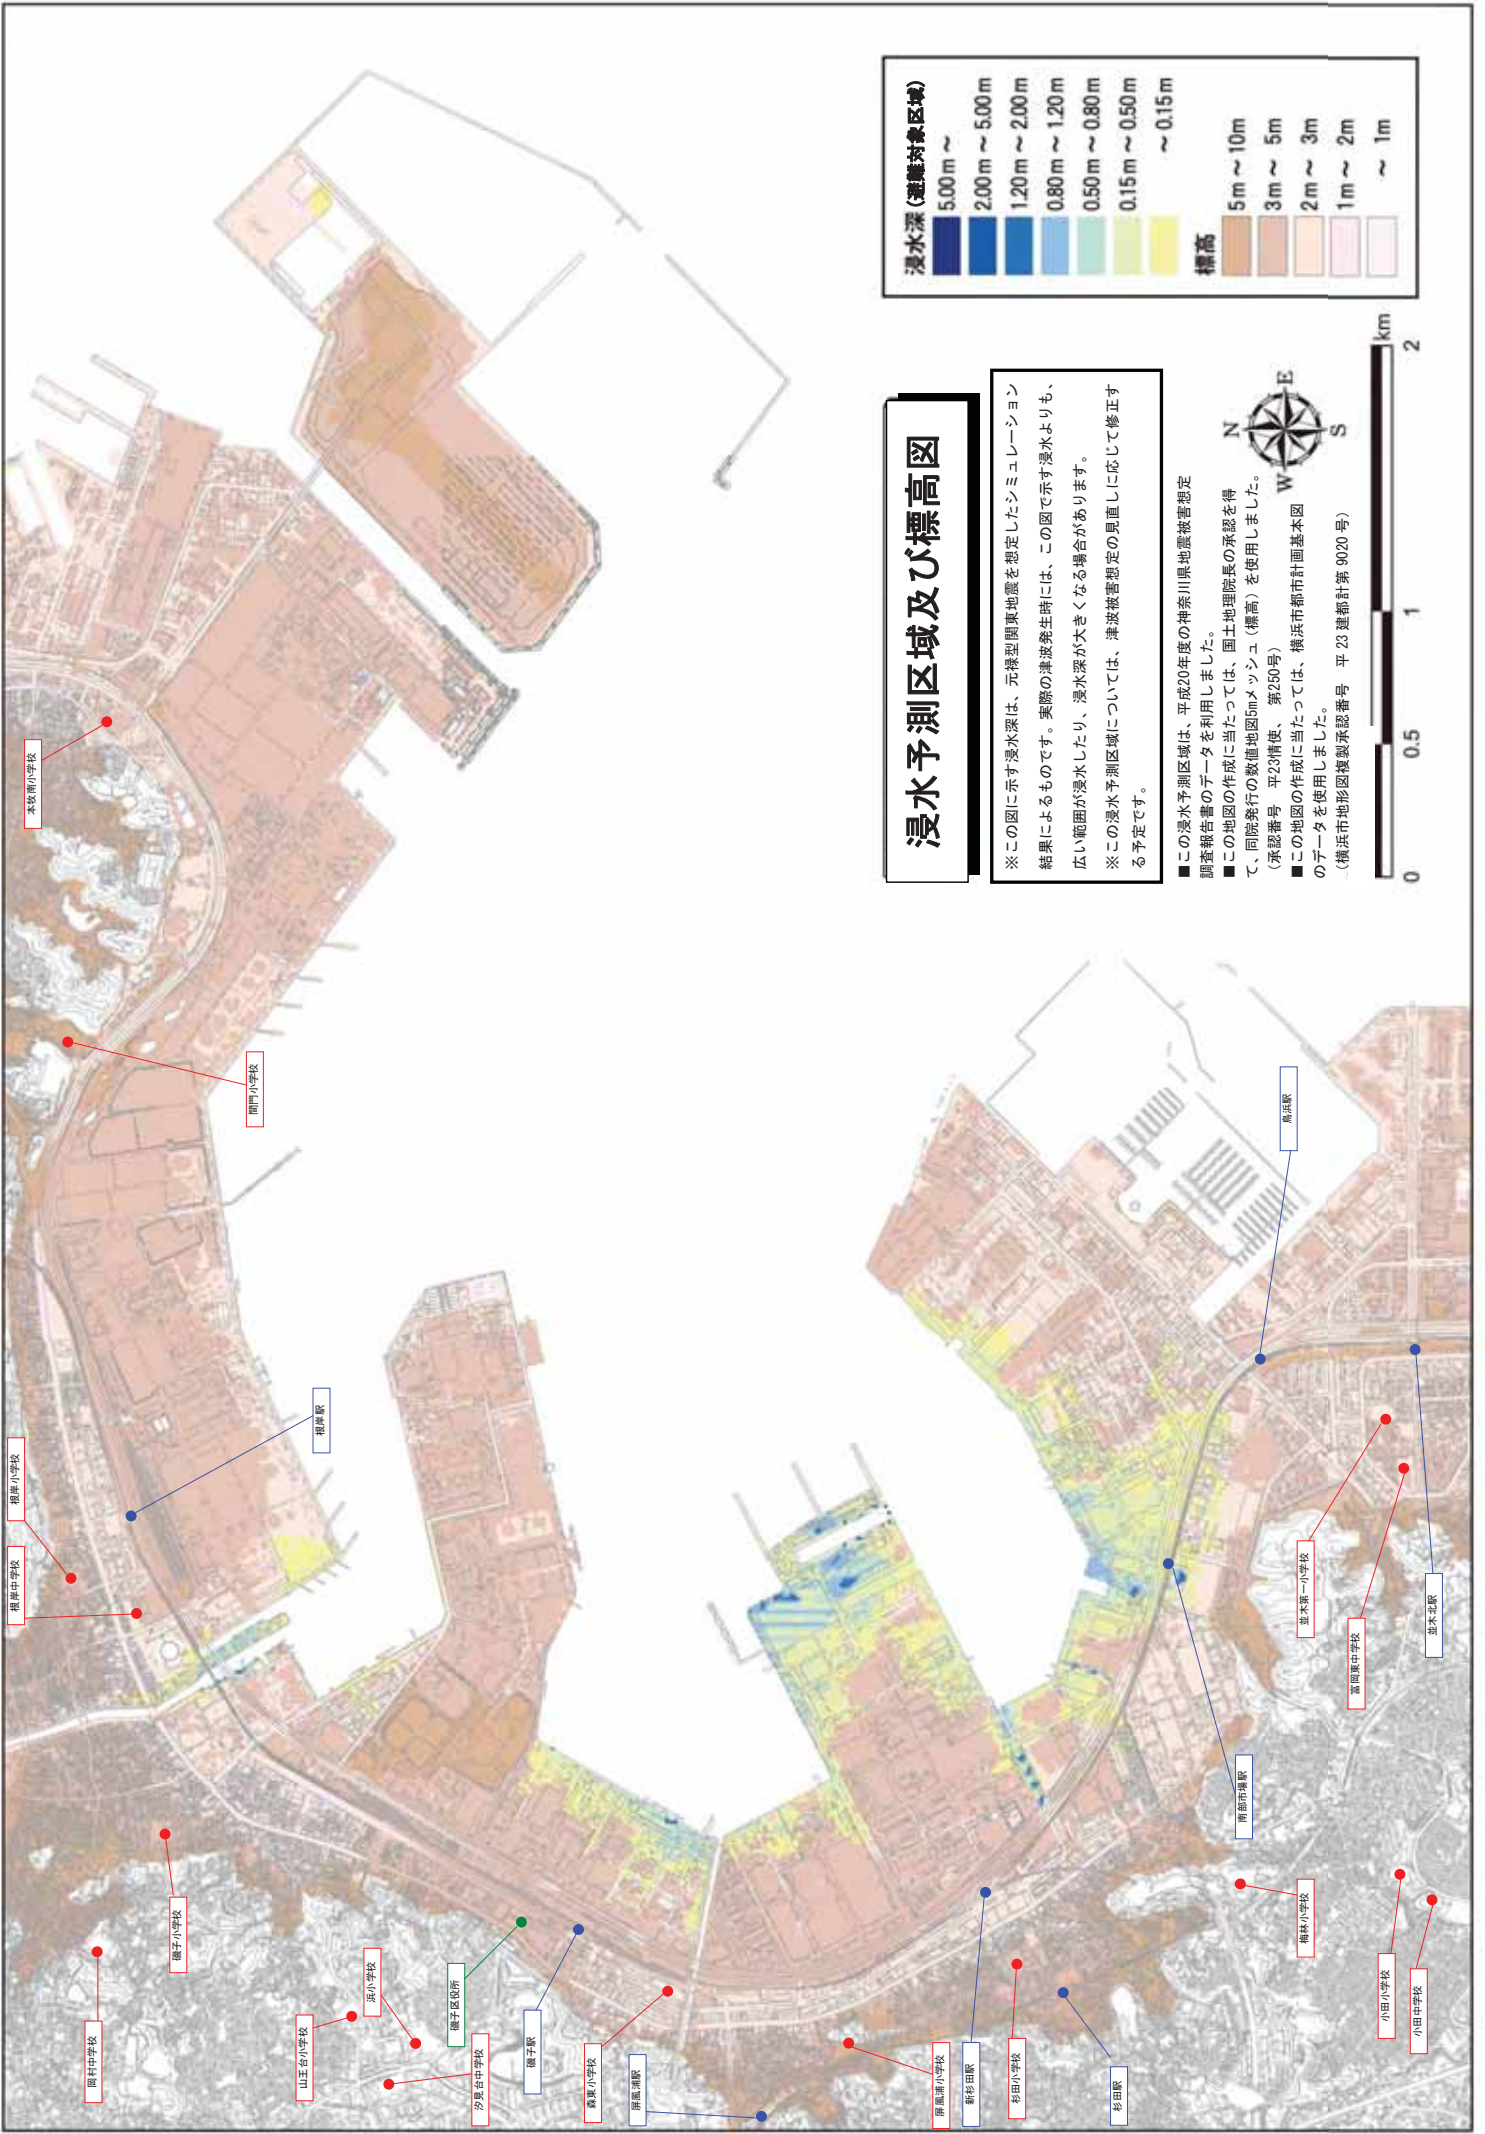 浸水予測区域及び標高図
※この図に示す浸水深は、元禄型関東地震を想定したシミュレーション
結果によるものです。実際の津波発生時には、この図で示す浸水よりも、
広い範囲が浸水したり、浸水深が大きくなる場合があります。
※この浸水予測区域については、津波被害想定の見直しに応じて修正す
る予定です。
■この浸水予測区域は、平成20年度の神奈川県地震被害想定
調査報告書のデータを利用しました。
■この地図の作成に当たっては、国土地理院長の承認を得
て、同院発行の数値地図5mメッシュ(標高)を使用しました。
(承認番号 平23情使、第250号)
■この地図の作成に当たっては、横浜市都市計画基本図
のデータを使用しました。
(横浜市地形図複製承認番号 平23建都計第9020号)
N
E
W
S
0 0.5 1 2
km
浸水深(避難対象区域)
5.00m~
2.00m~5.00m
1.20m~2.00m
0.80m~1.20m
0.50m~0.80m
0.15m~0.50m
~0.15m
標高
5m~10m
3m~ 5m
2m~ 3m
1m~ 2m
~ 1m
本牧南小学校
間門小学校
根岸駅
根岸小学校
根岸中学校
磯子小学校
岡村中学校
山王台小学校
浜小学校
磯子区役所
汐見台中学校
磯子駅
森東小学校
屏風浦駅
屏風浦小学校
新杉田駅
杉田小学校
杉田駅
鳥浜駅
並木第一小学校
富岡東中学校
並木北駅
南部市場駅
梅林小学校
小田小学校
小田中学校